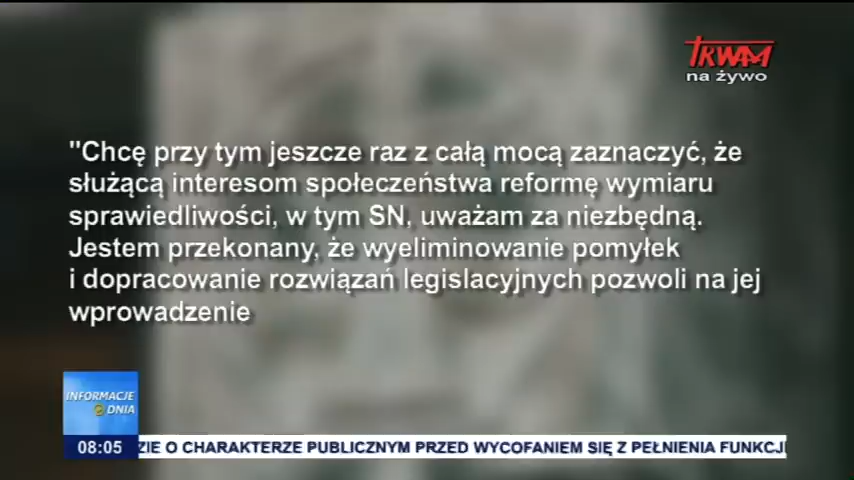 TRWAM
na żywo
"Chcę przy tym jeszcze raz z całą mocą zaznaczyć, że
służącą interesom społeczeństwa reformę wymiaru
sprawiedliwości, w tym SN, uważam za niezbędną.
Jestem przekonany, że wyeliminowanie pomyłek
i dopracowanie rozwiązań legislacyjnych pozwoli na jej
wprowadzenie
INFORMACJE
DNIA
08:05 ZIE O CHARAKTERZE PUBLICZNYM PRZED WYCOFANIEM SIĘ Z PEŁNIENIA FUNKCJI